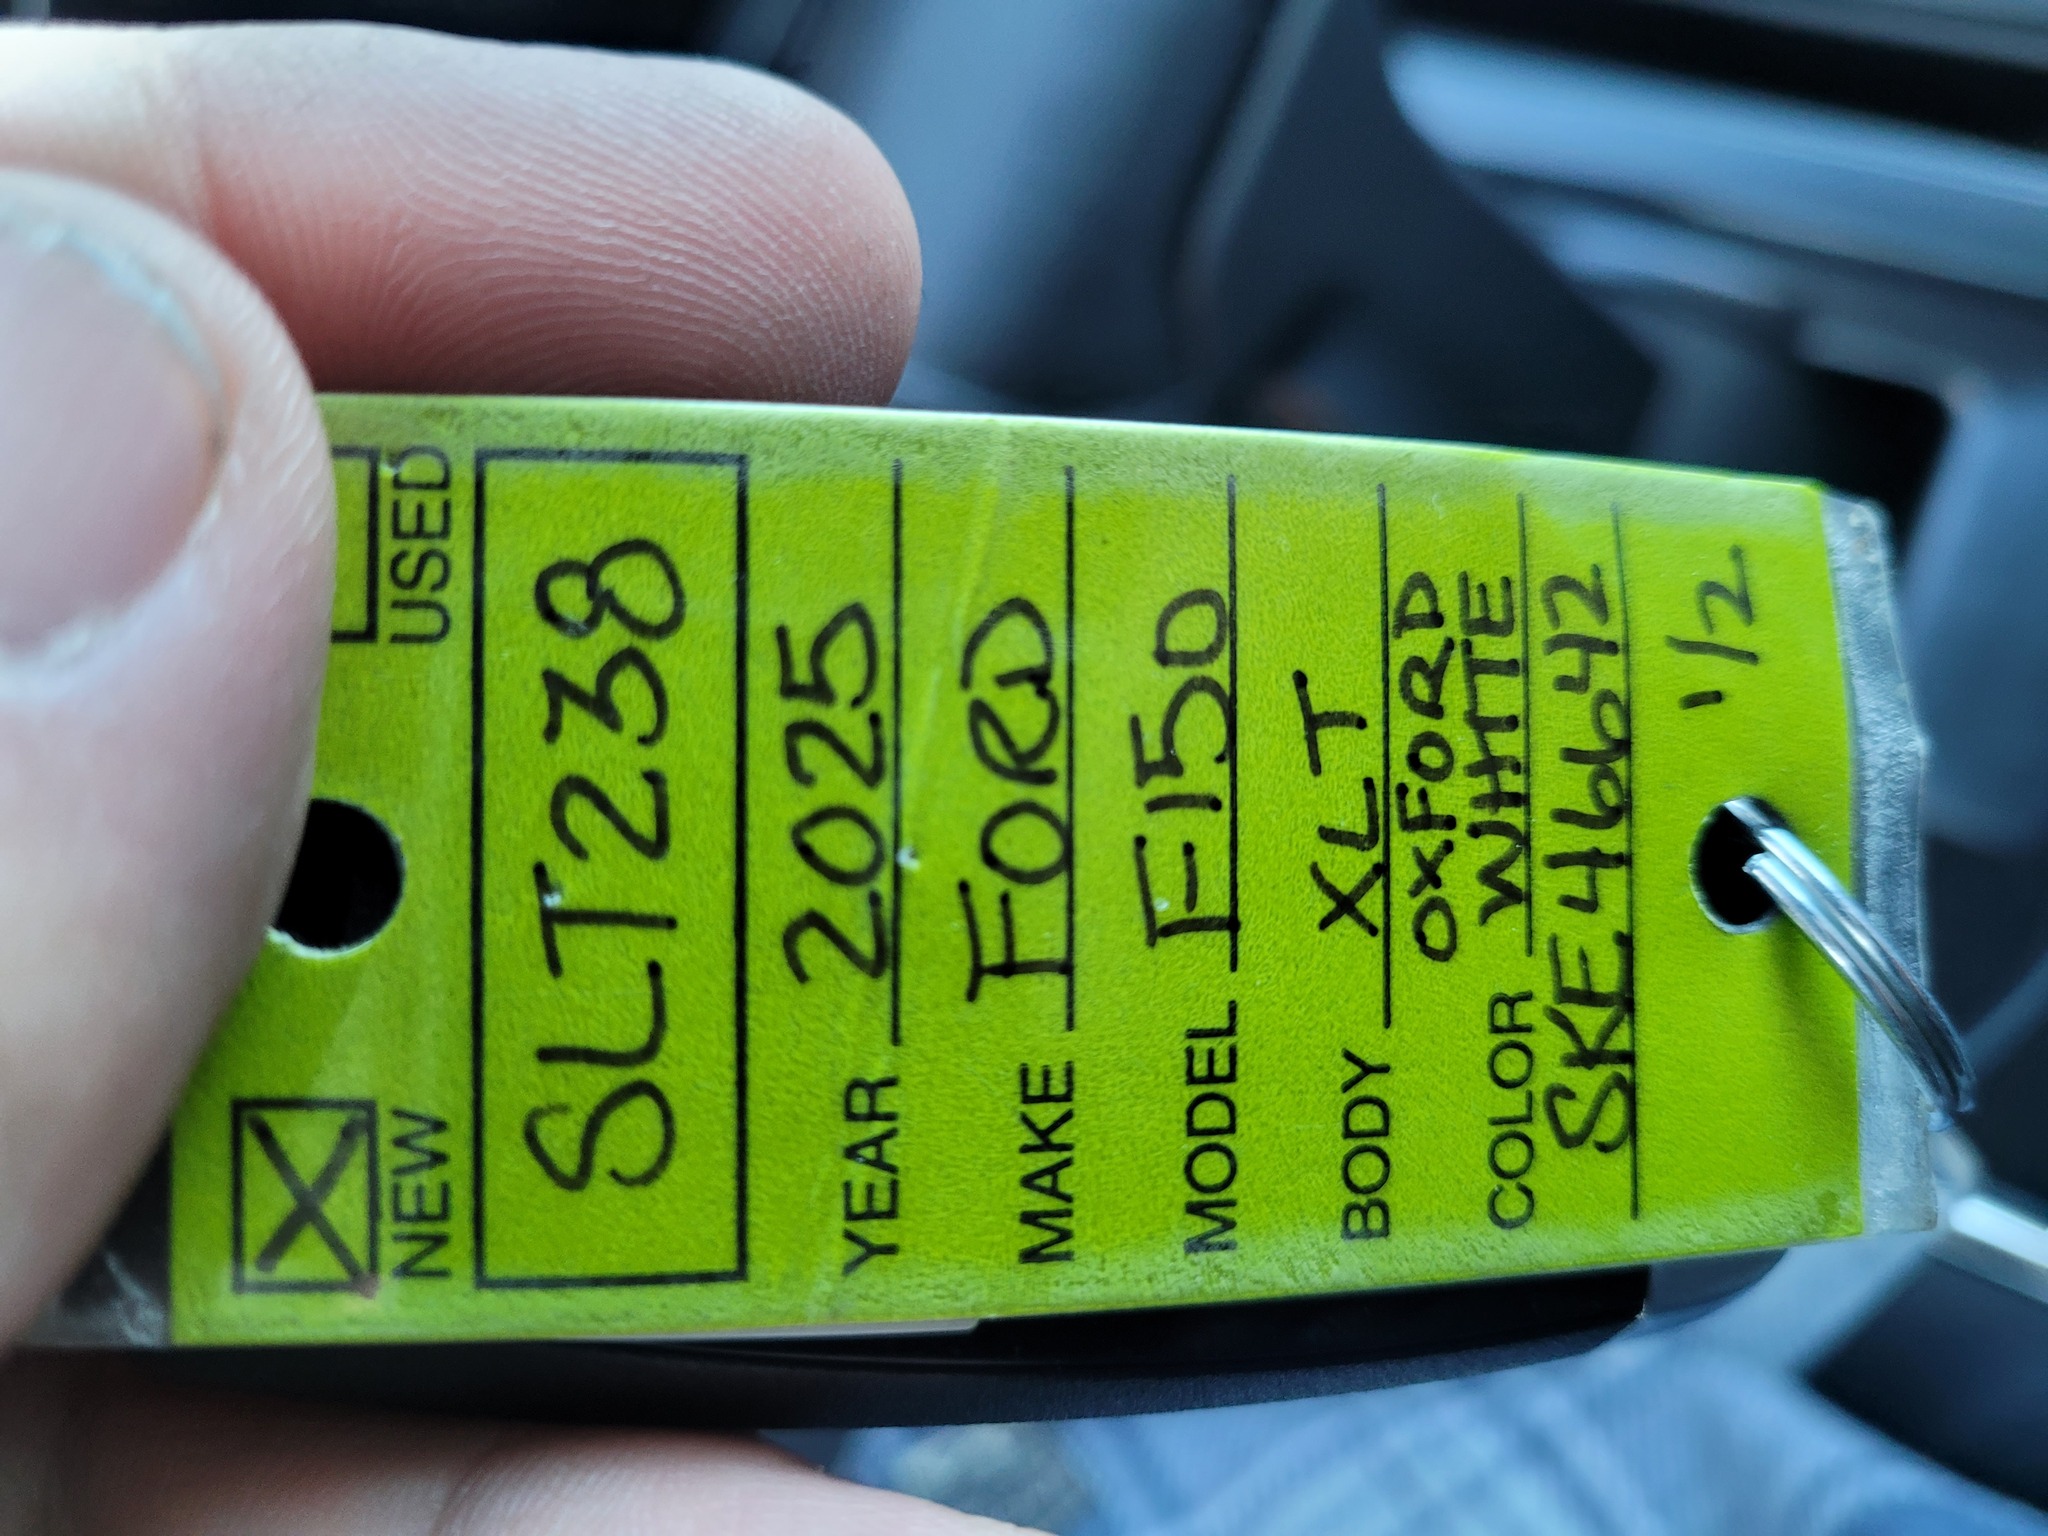 NEW USED
SLT238
YEAR 2025
MAKE FORD
MODEL F150
BODY XLT
OXFORD
COLOR WHITE
SKE46642
1/2